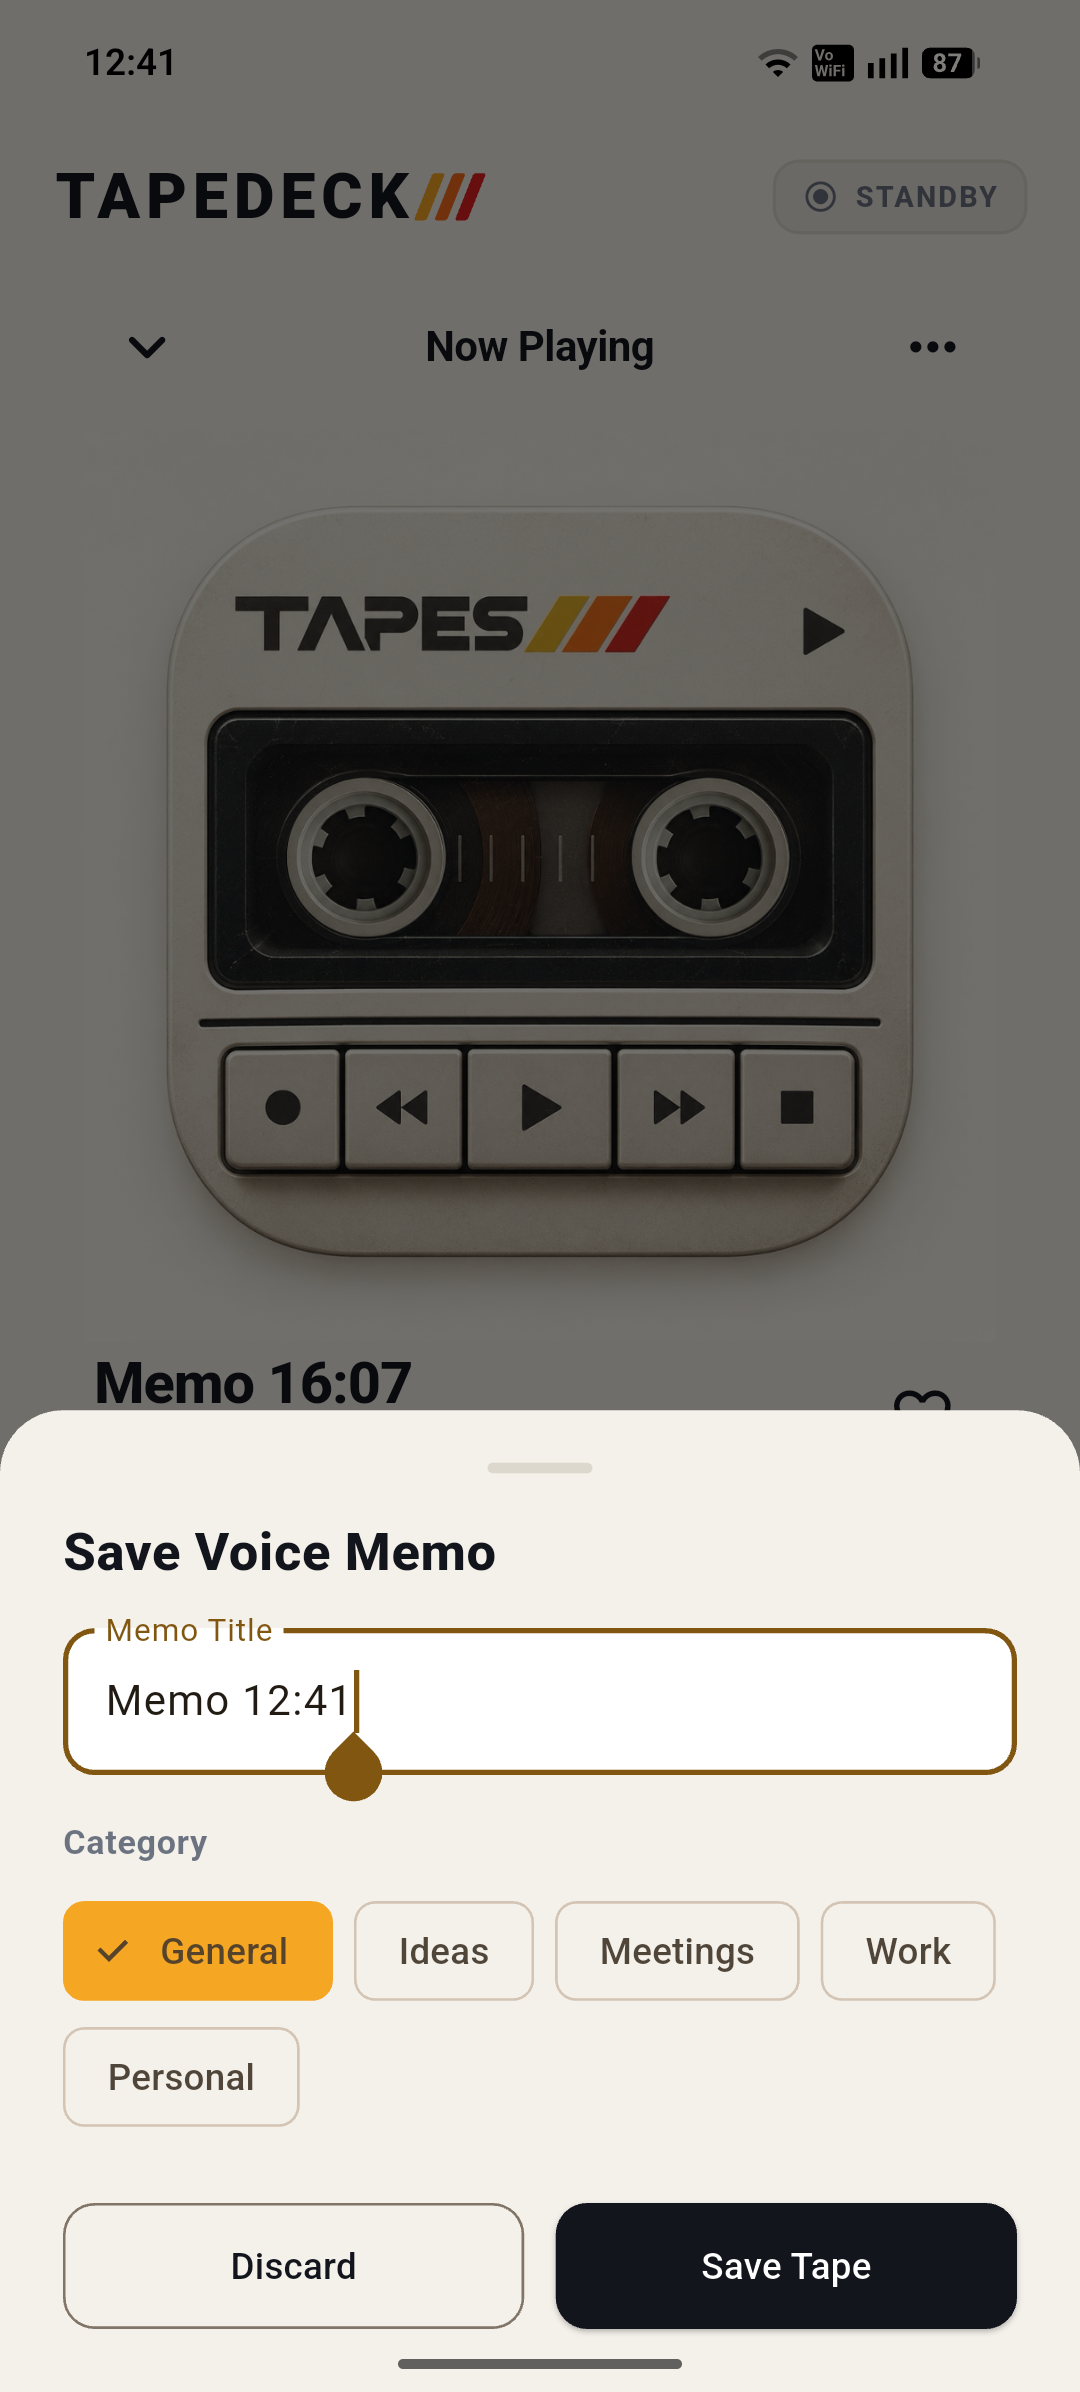 12:41
Vo
WiFi
87
TAPEDECK
STANDBY
Now Playing
TAPES
Memo 16:07
Save Voice Memo
Memo Title
Memo 12:41
Category
General
Ideas
Meetings
Work
Personal
Discard
Save Tape